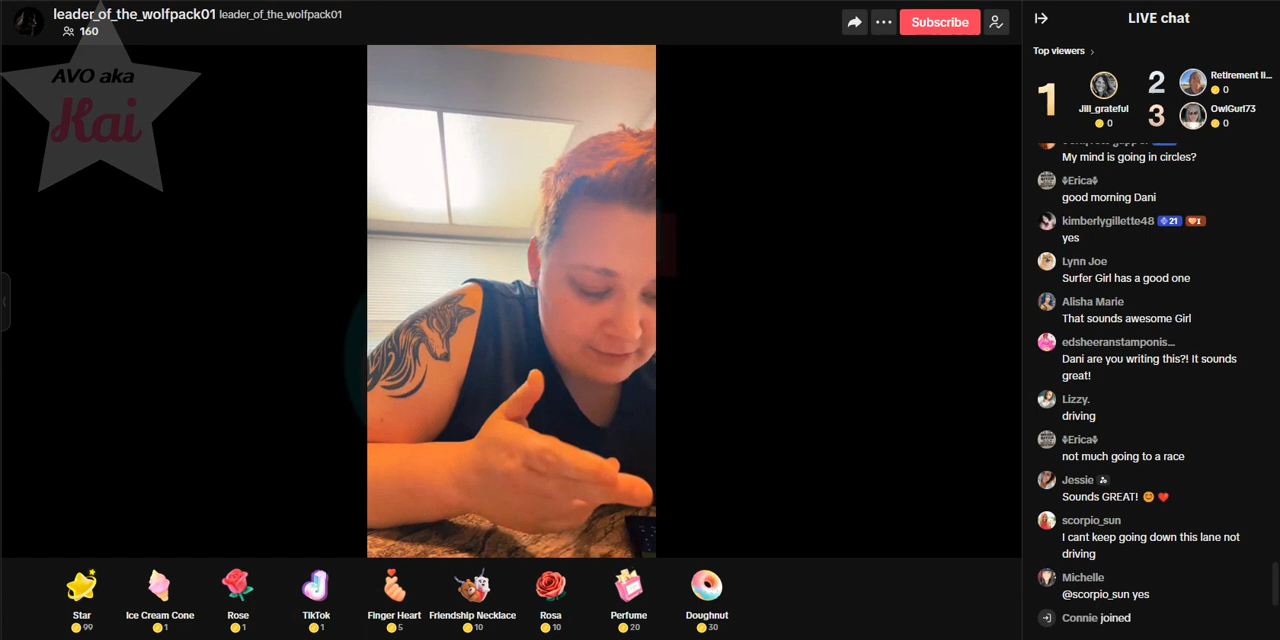 leader_of_the_wolfpack01 leader_of_the_wolfpack01
160
Subscribe
AVO aka
Kai
LIVE chat
Top viewers
1
Jill_grateful
0
2
Retirement li...
0
3
OwlGurl73
0
My mind is going in circles?
Erica
good morning Dani
kimberlygillette48 21 I
yes
Lynn Joe
Surfer Girl has a good one
Alisha Marie
That sounds awesome Girl
edsheeranstamponis...
Dani are you writing this?! It sounds
great!
Lizzy.
driving
Erica
not much going to a race
Jessie
Sounds GREAT! 😊 ❤️
scorpio_sun
I cant keep going down this lane not
driving
Michelle
@scorpio_sun yes
Connie joined
Star
99
Ice Cream Cone
1
Rose
1
TikTok
1
Finger Heart
5
Friendship Necklace
10
Rosa
10
Perfume
20
Doughnut
30